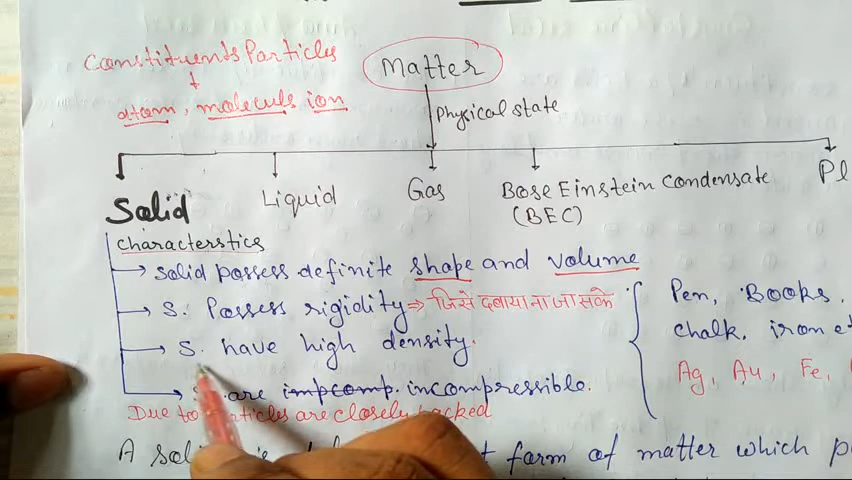 Constituents Particles
Matter
atom, molecule ion
Physical state
Solid
Liquid
Gas
Bose Einstein Condensate
(BEC)
Pl
Characterstics
Solid possess definite shape and volume
S. Possess rigidity ⇒ जिसे दबाया ना जा सके
Pen, Books,
S. have high density.
chalk, iron et
are incompressible.
Ag, Au, Fe,
Due to particles are closely packed
A soli
form of matter which p